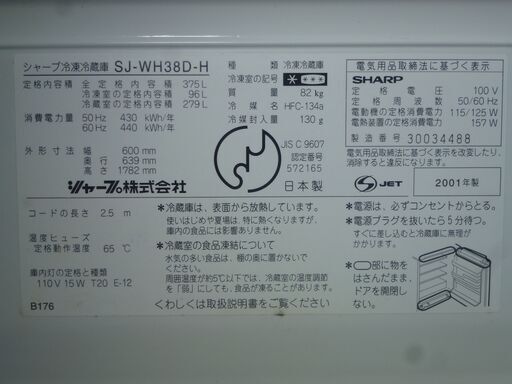 シャープ冷凍冷蔵庫 SJ-WH38D-H
定格内容積 全定格内容積 375L
冷凍室の定格内容積 96L
冷蔵室の定格内容積 279L
消費電力量 50Hz 430 kWh/年
60Hz 440 kWh/年
外形寸法 幅 600mm
奥行 639mm
高さ 1782mm
シャープ株式会社
コードの長さ 2.5 m
温度ヒューズ
定格動作温度 65℃
庫内灯の定格と種類
110V 15W T20 E-12
B176
種類 冷凍冷蔵庫
冷凍室の記号
質量 82kg
冷媒 HFC-134a
冷媒封入量 130g
JIS C 9607
認定番号
572165
日本製
電気用品取締法に基づく表示
SHARP
定格電圧 100V
定格周波数 50/60Hz
電動機の定格消費電力 115/125W
電熱装置の定格消費電力 157W
製造番号 30034488
電気用品取締法に基づく表示を改変したり、
消去すると違反になります。
JET 2001年製
*冷蔵庫は、表面から放熱しています。
使いはじめや夏場は、特に熱くなりますが、
庫内の食品には影響ありません。
*冷蔵室の食品凍結について
水気の多い食品は、棚の奥に置かないで
ください。
周囲温度が約5℃以下では、冷蔵室の温度調節
を「弱」にしても、食品が凍ることがあります。
くわしくは取扱説明書をご覧ください
*電源は、必ずコンセントからとる。
*電源プラグを抜いたら5分待つ。
すぐに差し込むと冷蔵庫に無理が
かかります。
*部に物を
はさんだまま、
ドアを開閉し
ない。